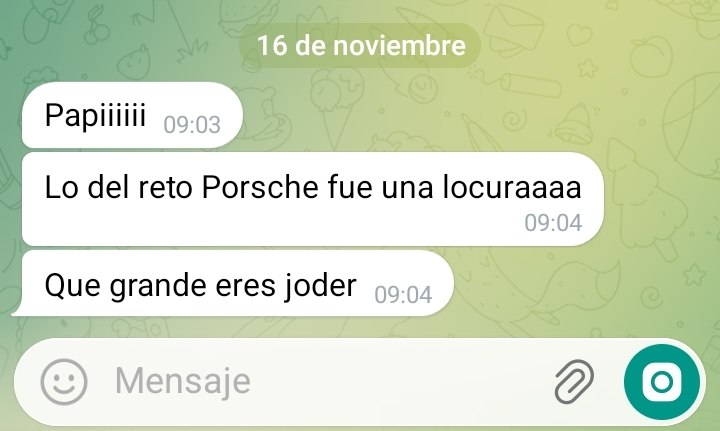 16 de noviembre
Papiiiiii 09:03
Lo del reto Porsche fue una locuraaaa
09:04
Que grande eres joder 09:04
Mensaje